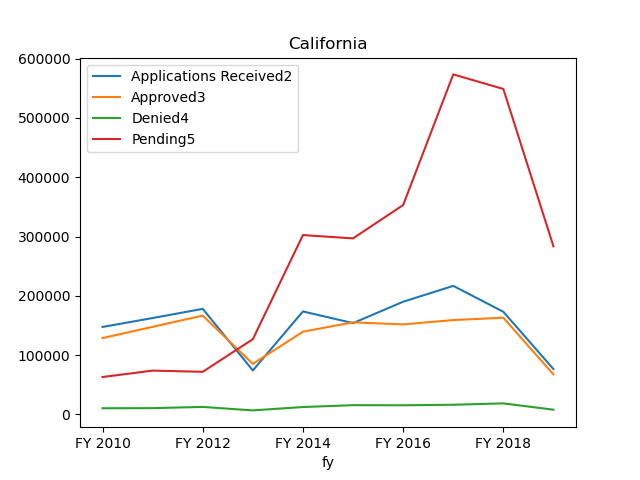 California
600000
500000
400000
300000
200000
100000
0
Applications Received2
Approved3
Denied4
Pending5
FY 2010 FY 2012 FY 2014 FY 2016 FY 2018
fy